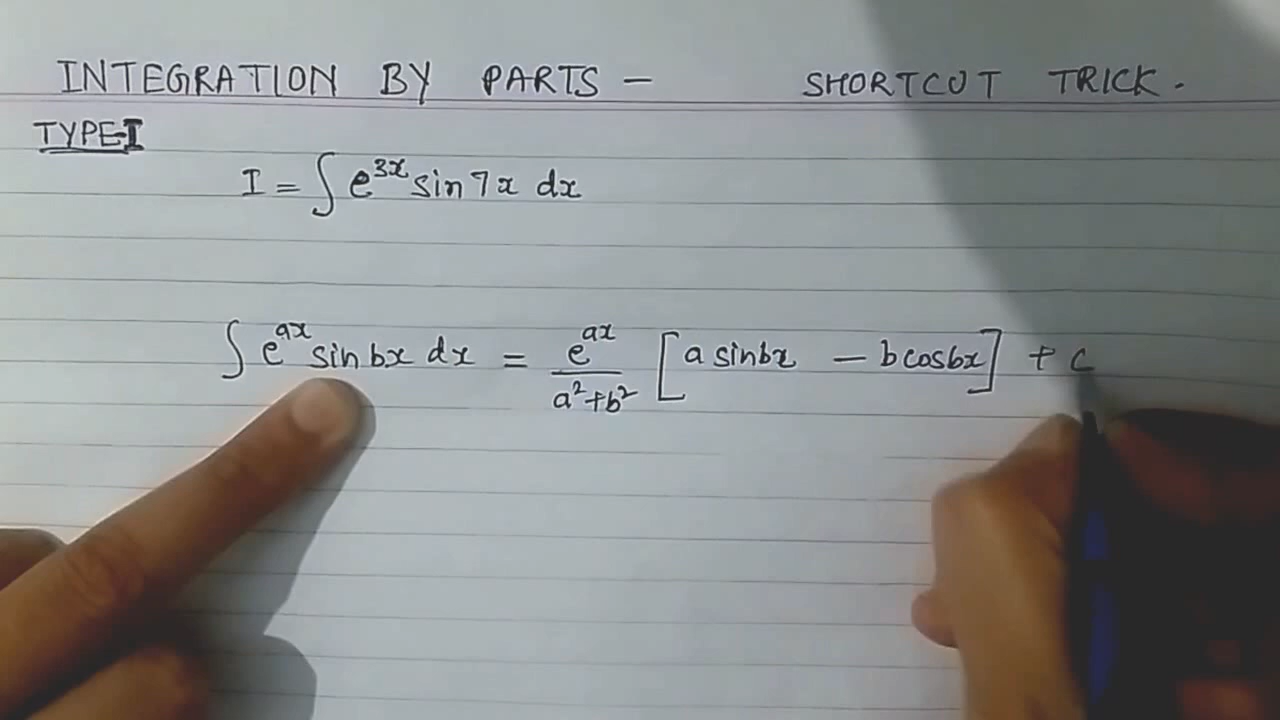 INTEGRATION BY PARTS - SHORTCUT TRICK.
TYPE-I
I = ∫ e^{3x} sin 7x dx
∫ e^{ax} sin bx dx = e^{ax} / (a² + b²) [a sin bx - b cos bx] + c